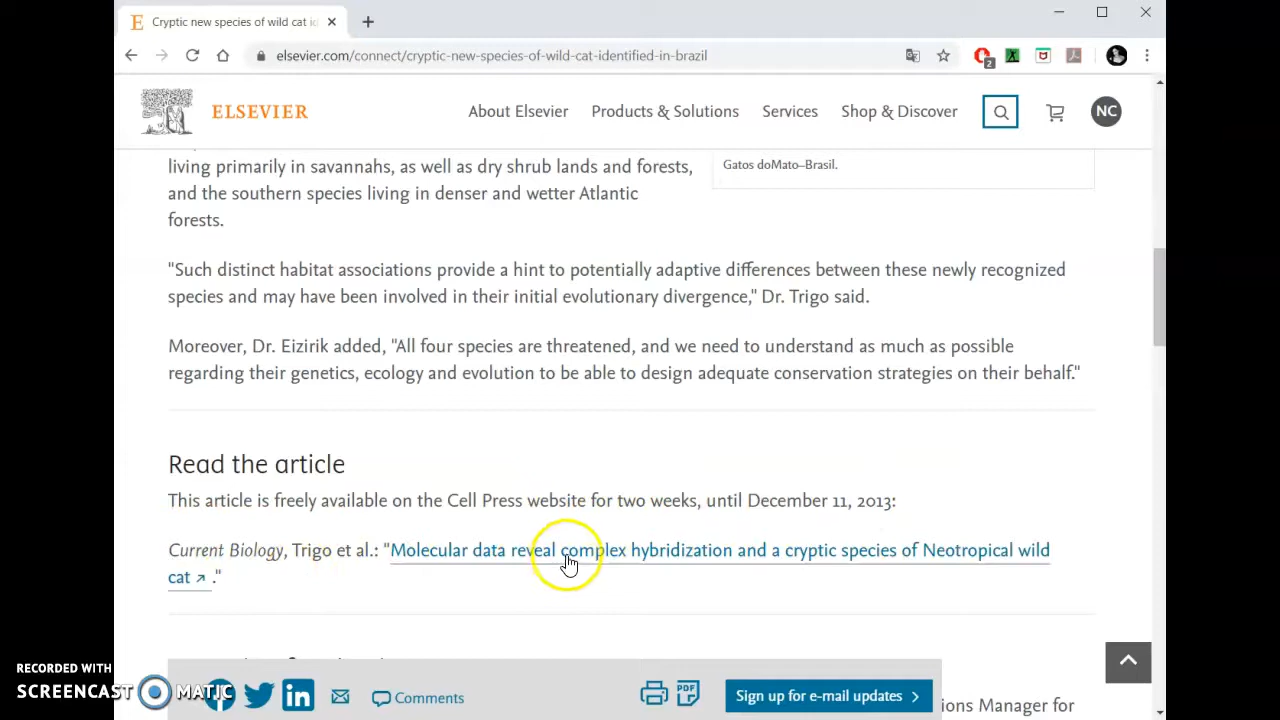 Cryptic new species of wild cat id
elsevier.com/connect/cryptic-new-species-of-wild-cat-identified-in-brazil
2
ELSEVIER
About Elsevier
Products & Solutions
Services
Shop & Discover
NC
living primarily in savannahs, as well as dry shrub lands and forests,
and the southern species living in denser and wetter Atlantic
forests.
Gatos doMato–Brasil.
"Such distinct habitat associations provide a hint to potentially adaptive differences between these newly recognized
species and may have been involved in their initial evolutionary divergence," Dr. Trigo said.
Moreover, Dr. Eizirik added, "All four species are threatened, and we need to understand as much as possible
regarding their genetics, ecology and evolution to be able to design adequate conservation strategies on their behalf."
Read the article
This article is freely available on the Cell Press website for two weeks, until December 11, 2013:
Current Biology, Trigo et al.: "Molecular data reveal complex hybridization and a cryptic species of Neotropical wild
cat ."
Comments
PDF
Sign up for e-mail updates
ions Manager for
RECORDED WITH
SCREENCAST MATIC